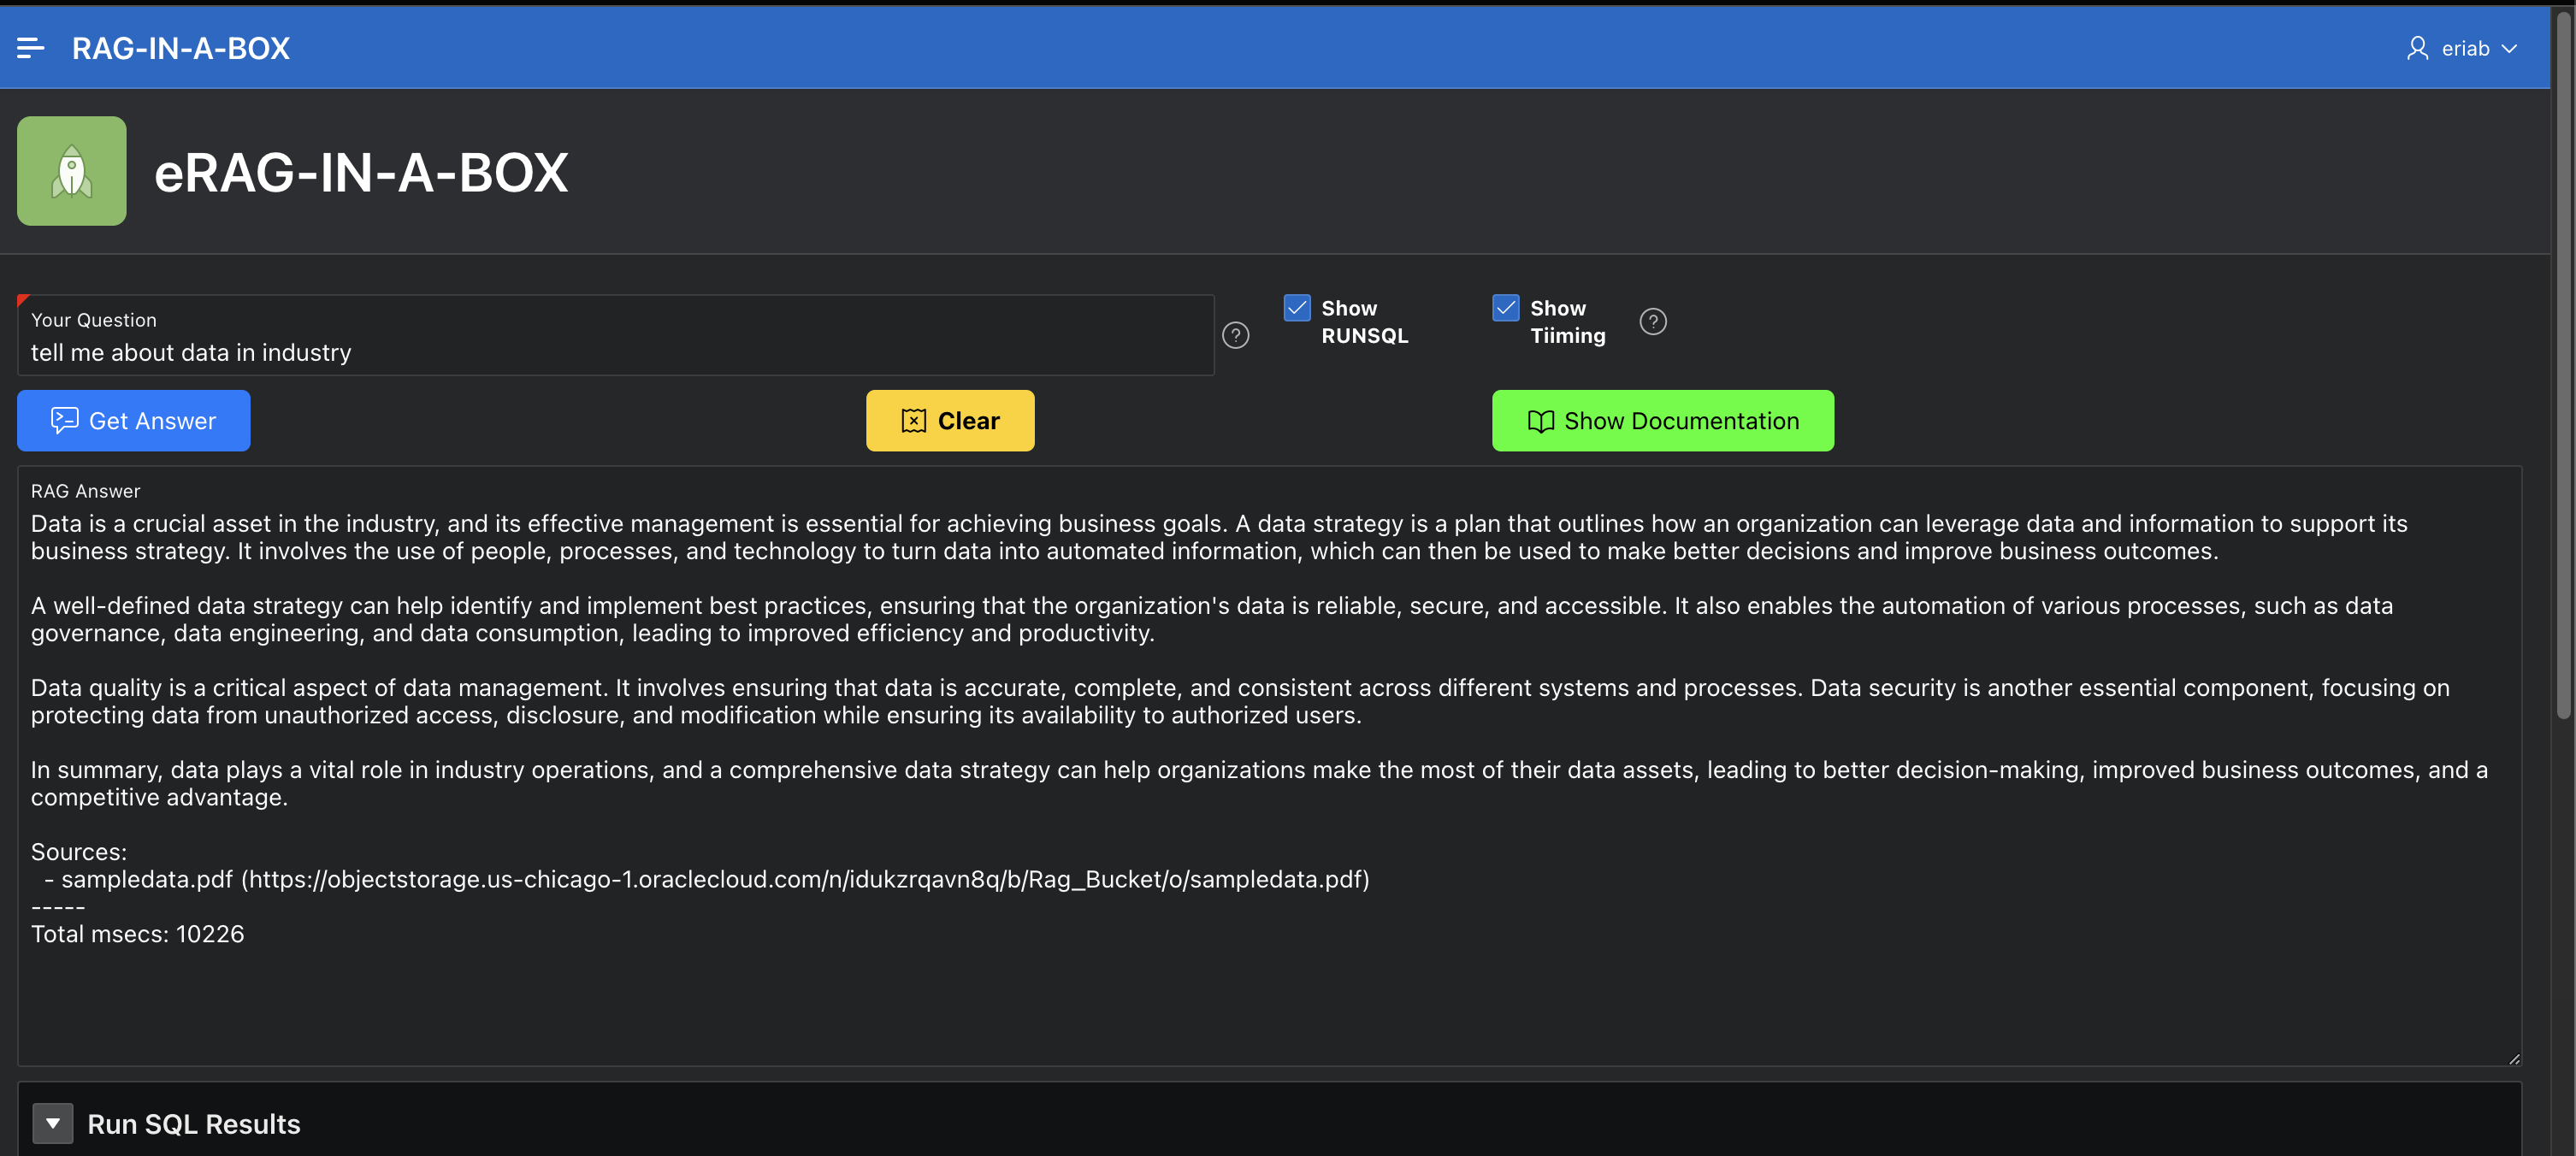 RAG-IN-A-BOX
eriab
eRAG-IN-A-BOX
Your Question
tell me about data in industry
?
Show
RUNSQL
Show
Tiiming
?
Get Answer
Clear
Show Documentation
RAG Answer
Data is a crucial asset in the industry, and its effective management is essential for achieving business goals. A data strategy is a plan that outlines how an organization can leverage data and information to support its
business strategy. It involves the use of people, processes, and technology to turn data into automated information, which can then be used to make better decisions and improve business outcomes.
A well-defined data strategy can help identify and implement best practices, ensuring that the organization's data is reliable, secure, and accessible. It also enables the automation of various processes, such as data
governance, data engineering, and data consumption, leading to improved efficiency and productivity.
Data quality is a critical aspect of data management. It involves ensuring that data is accurate, complete, and consistent across different systems and processes. Data security is another essential component, focusing on
protecting data from unauthorized access, disclosure, and modification while ensuring its availability to authorized users.
In summary, data plays a vital role in industry operations, and a comprehensive data strategy can help organizations make the most of their data assets, leading to better decision-making, improved business outcomes, and a
competitive advantage.
Sources:
- sampledata.pdf (https://objectstorage.us-chicago-1.oraclecloud.com/n/idukzrqavn8q/b/Rag_Bucket/o/sampledata.pdf)
-----
Total msecs: 10226
Run SQL Results